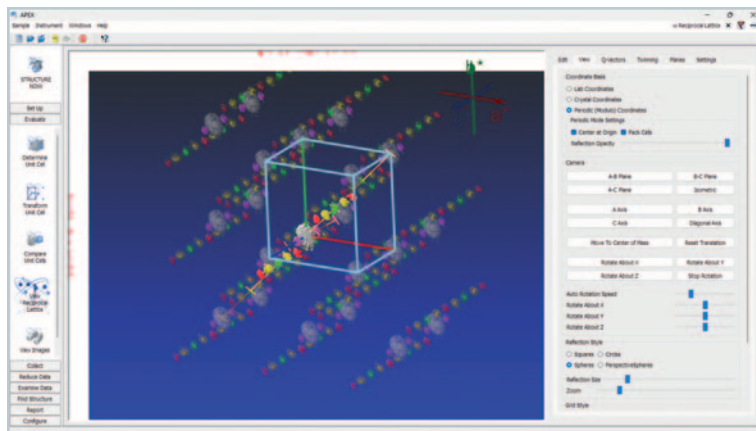 APEX
Sample Instrument Windows Help
Reciprocal Lattice
STRUCTURE NOW
Set Up
Evaluate
Determine Unit Cell
Transform Unit Cell
Compare Unit Cells
View Reciprocal Lattice
View Images
Collect
Reduce Data
Examine Data
Find Structure
Report
Configure
Edit View Q-Vectors Twinning Planes Settings
Coordinate Basis
Lab Coordinates
Crystal Coordinates
Periodic (Modulo) Coordinates
Periodic Mode Settings
Center at Origin Pack Cells
Reflection Opacity
Camera
A-B Plane B-C Plane
A-C Plane Isometric
A Axis B Axis
C Axis Diagonal Axis
Move To Center of Mass Reset Translation
Rotate About X Rotate About Y
Rotate About Z Stop Rotation
Auto Rotation Speed
Rotate About X
Rotate About Y
Rotate About Z
Reflection Style
Squares Circles
Spheres PerspectiveSpheres
Reflection Size
Zoom
Grid Style